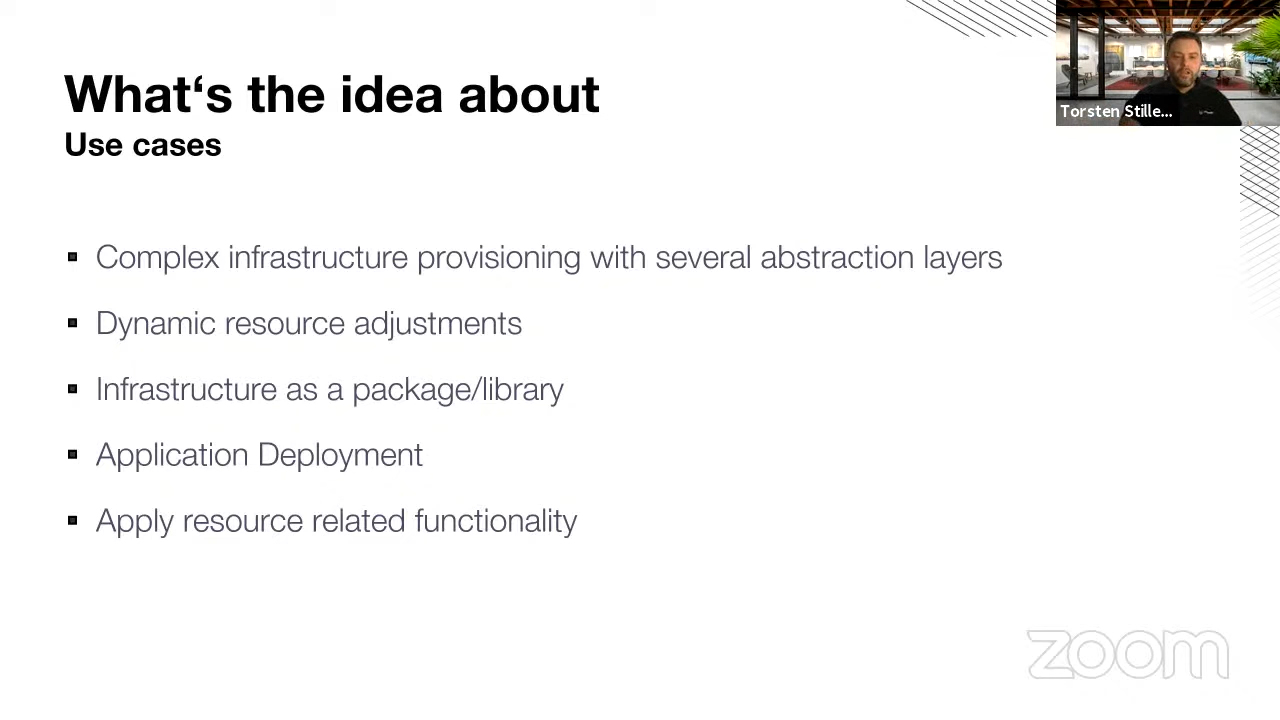 What‘s the idea about
Use cases
Torsten Stille...
Complex infrastructure provisioning with several abstraction layers
Dynamic resource adjustments
Infrastructure as a package/library
Application Deployment
Apply resource related functionality
zoom